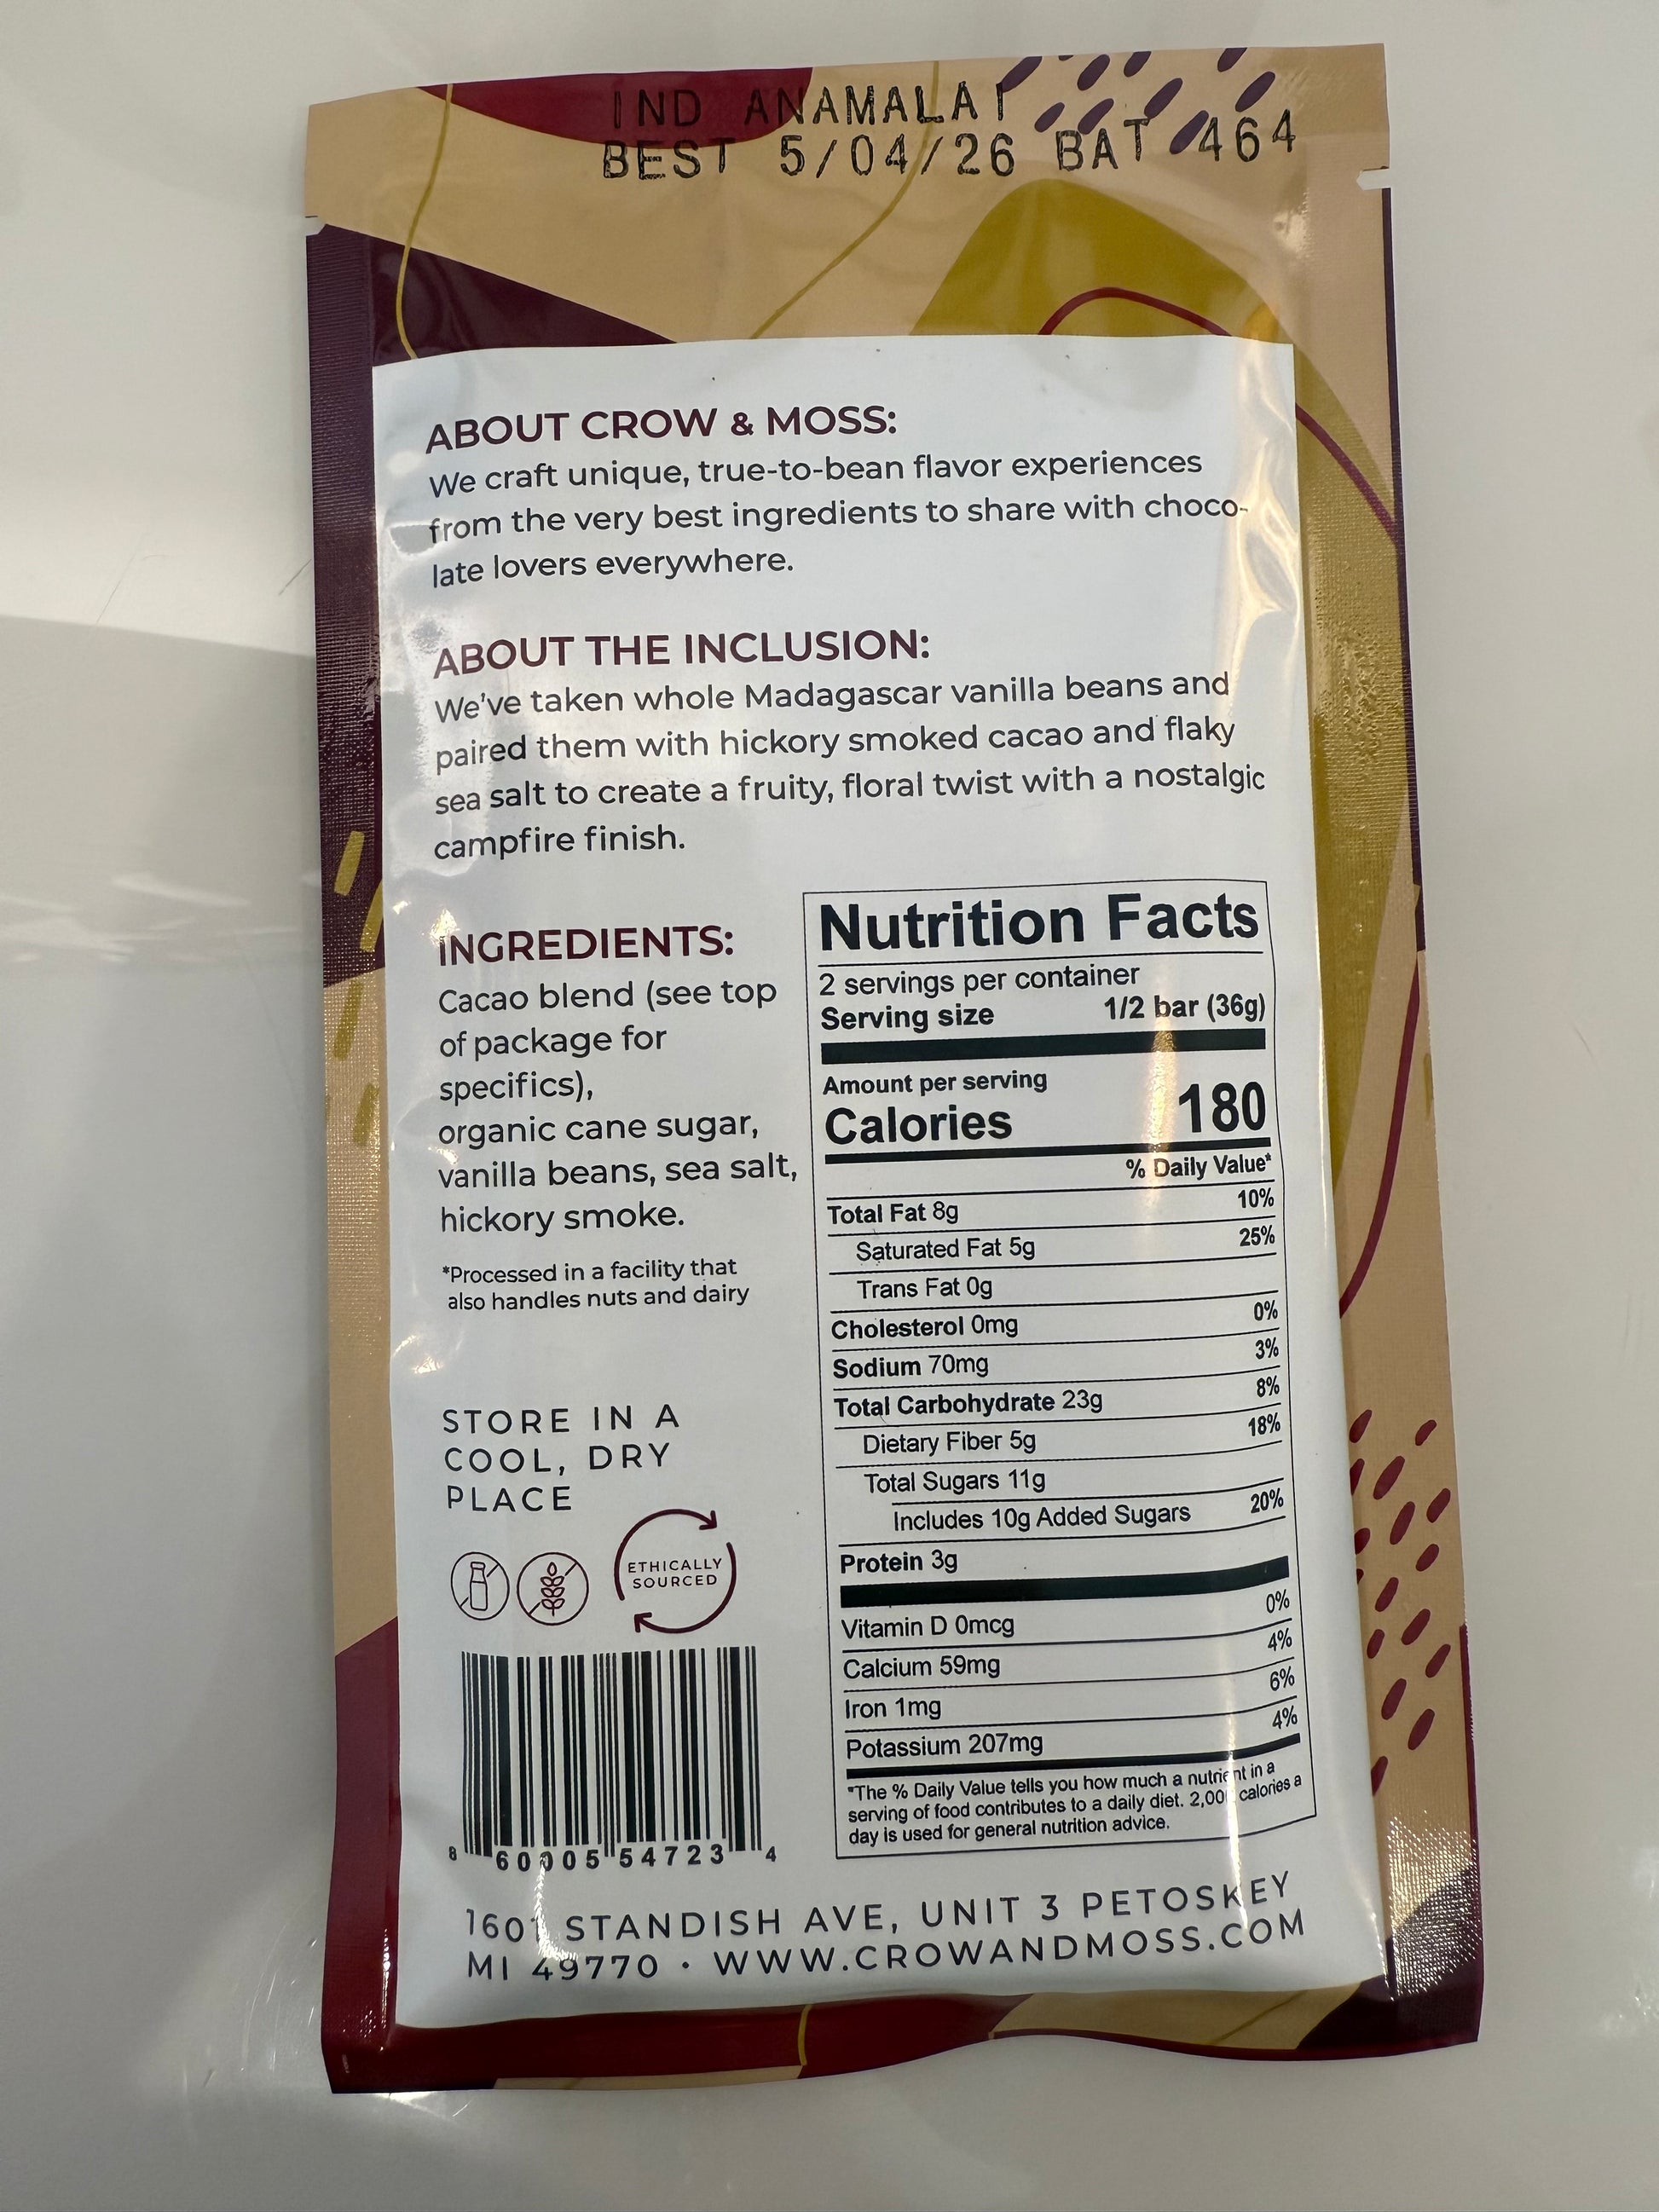 IND ANAMALAI
BEST 5/04/26 BAT 464
ABOUT CROW & MOSS:
We craft unique, true-to-bean flavor experiences
from the very best ingredients to share with choco-
late lovers everywhere.
ABOUT THE INCLUSION:
We've taken whole Madagascar vanilla beans and
paired them with hickory smoked cacao and flaky
sea salt to create a fruity, floral twist with a nostalgic
campfire finish.
INGREDIENTS:
Cacao blend (see top
of package for
specifics),
organic cane sugar,
vanilla beans, sea salt,
hickory smoke.
*Processed in a facility that
also handles nuts and dairy
STORE IN A
COOL, DRY
PLACE
ETHICALLY
SOURCED
8 60005 54723 4
Nutrition Facts
2 servings per container
Serving size 1/2 bar (36g)
Amount per serving
Calories 180
% Daily Value*
Total Fat 8g 10%
Saturated Fat 5g 25%
Trans Fat 0g
Cholesterol 0mg 0%
Sodium 70mg 3%
Total Carbohydrate 23g 8%
Dietary Fiber 5g 18%
Total Sugars 11g
Includes 10g Added Sugars 20%
Protein 3g
Vitamin D 0mcg 0%
Calcium 59mg 4%
Iron 1mg 6%
Potassium 207mg 4%
*The % Daily Value tells you how much a nutrient in a
serving of food contributes to a daily diet. 2,000 calories a
day is used for general nutrition advice.
1601 STANDISH AVE, UNIT 3 PETOSKEY
MI 49770 • WWW.CROWANDMOSS.COM